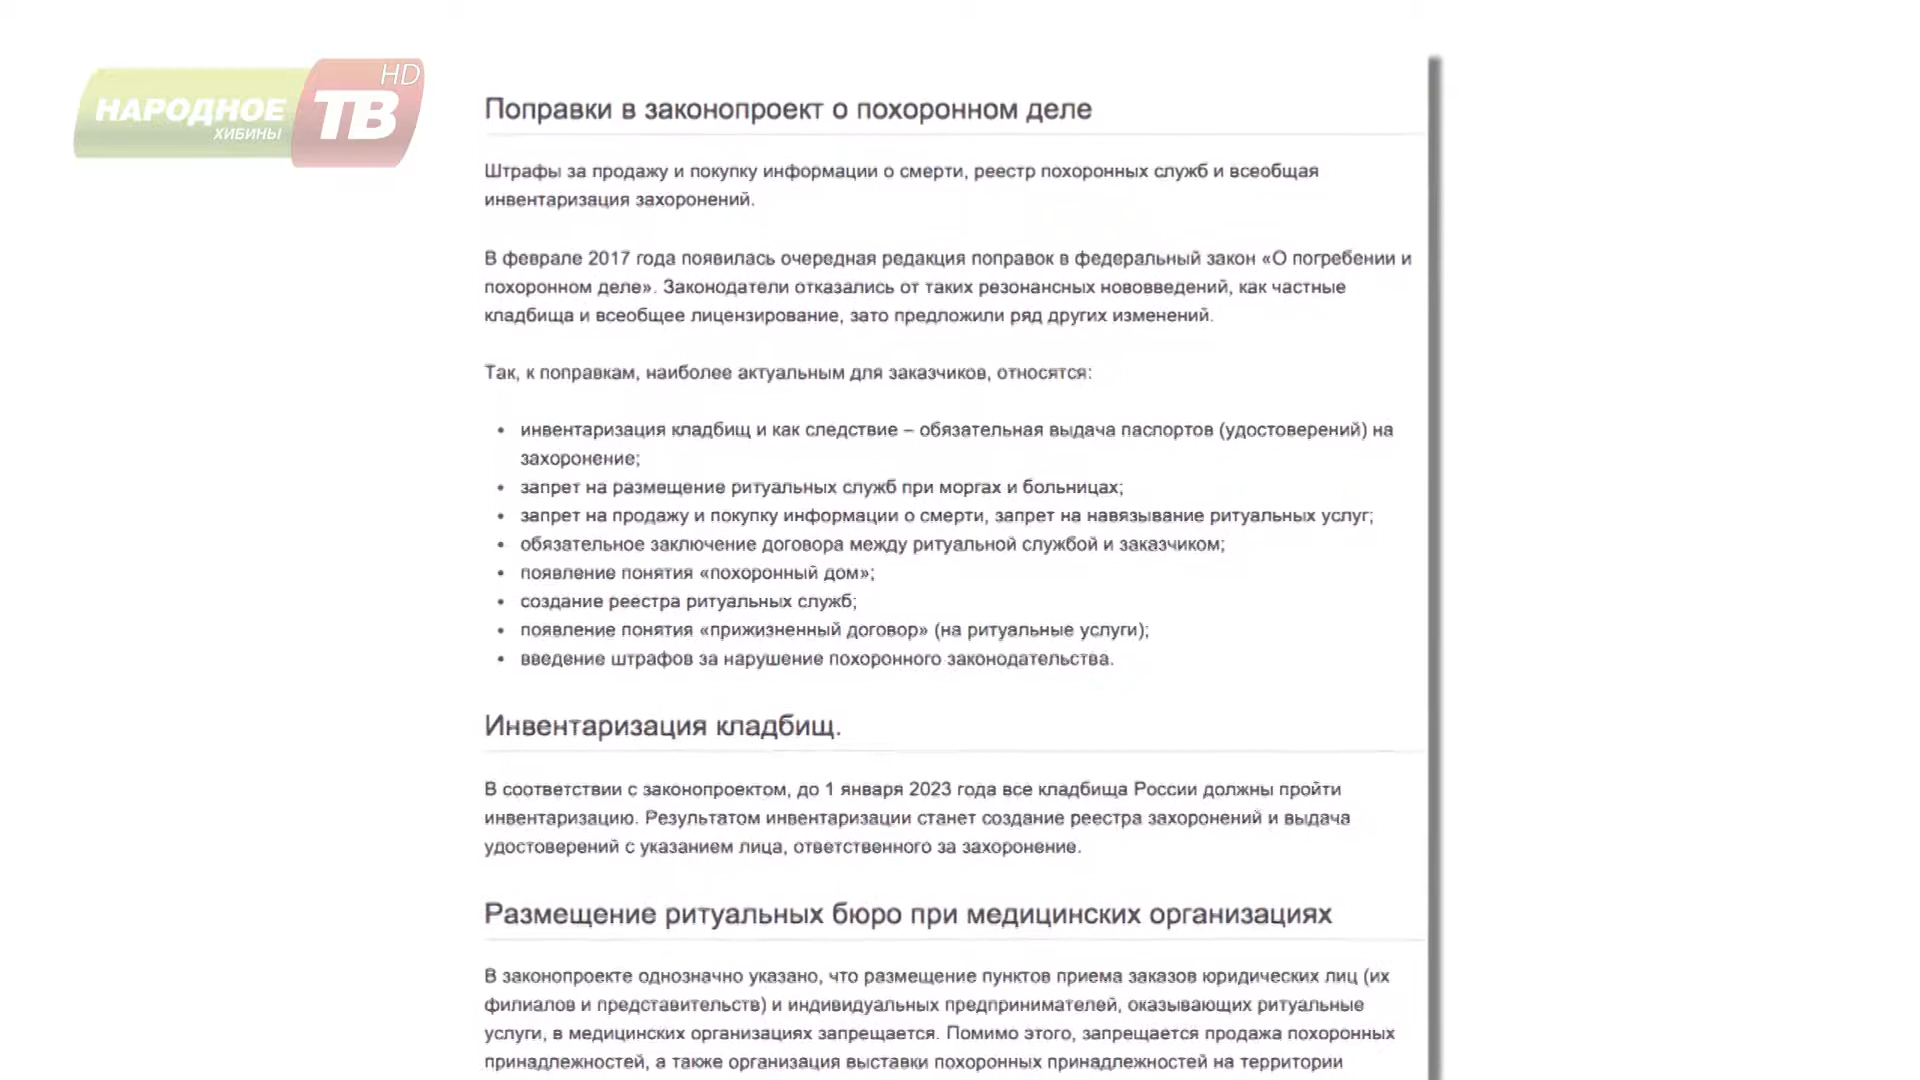 НАРОДНОЕ
ХИБИНЫ
ТВ
HD
Поправки в законопроект о похоронном деле
Штрафы за продажу и покупку информации о смерти, реестр похоронных служб и всеобщая
инвентаризация захоронений.
В феврале 2017 года появилась очередная редакция поправок в федеральный закон «О погребении и
похоронном деле». Законодатели отказались от таких резонансных нововведений, как частные
кладбища и всеобщее лицензирование, зато предложили ряд других изменений.
Так, к поправкам, наиболее актуальным для заказчиков, относятся:
• инвентаризация кладбищ и как следствие – обязательная выдача паспортов (удостоверений) на
захоронение;
• запрет на размещение ритуальных служб при моргах и больницах;
• запрет на продажу и покупку информации о смерти, запрет на навязывание ритуальных услуг;
• обязательное заключение договора между ритуальной службой и заказчиком;
• появление понятия «похоронный дом»;
• создание реестра ритуальных служб;
• появление понятия «прижизненный договор» (на ритуальные услуги);
• введение штрафов за нарушение похоронного законодательства.
Инвентаризация кладбищ.
В соответствии с законопроектом, до 1 января 2023 года все кладбища России должны пройти
инвентаризацию. Результатом инвентаризации станет создание реестра захоронений и выдача
удостоверений с указанием лица, ответственного за захоронение.
Размещение ритуальных бюро при медицинских организациях
В законопроекте однозначно указано, что размещение пунктов приема заказов юридических лиц (их
филиалов и представительств) и индивидуальных предпринимателей, оказывающих ритуальные
услуги, в медицинских организациях запрещается. Помимо этого, запрещается продажа похоронных
принадлежностей, а также организация выставки похоронных принадлежностей на территории